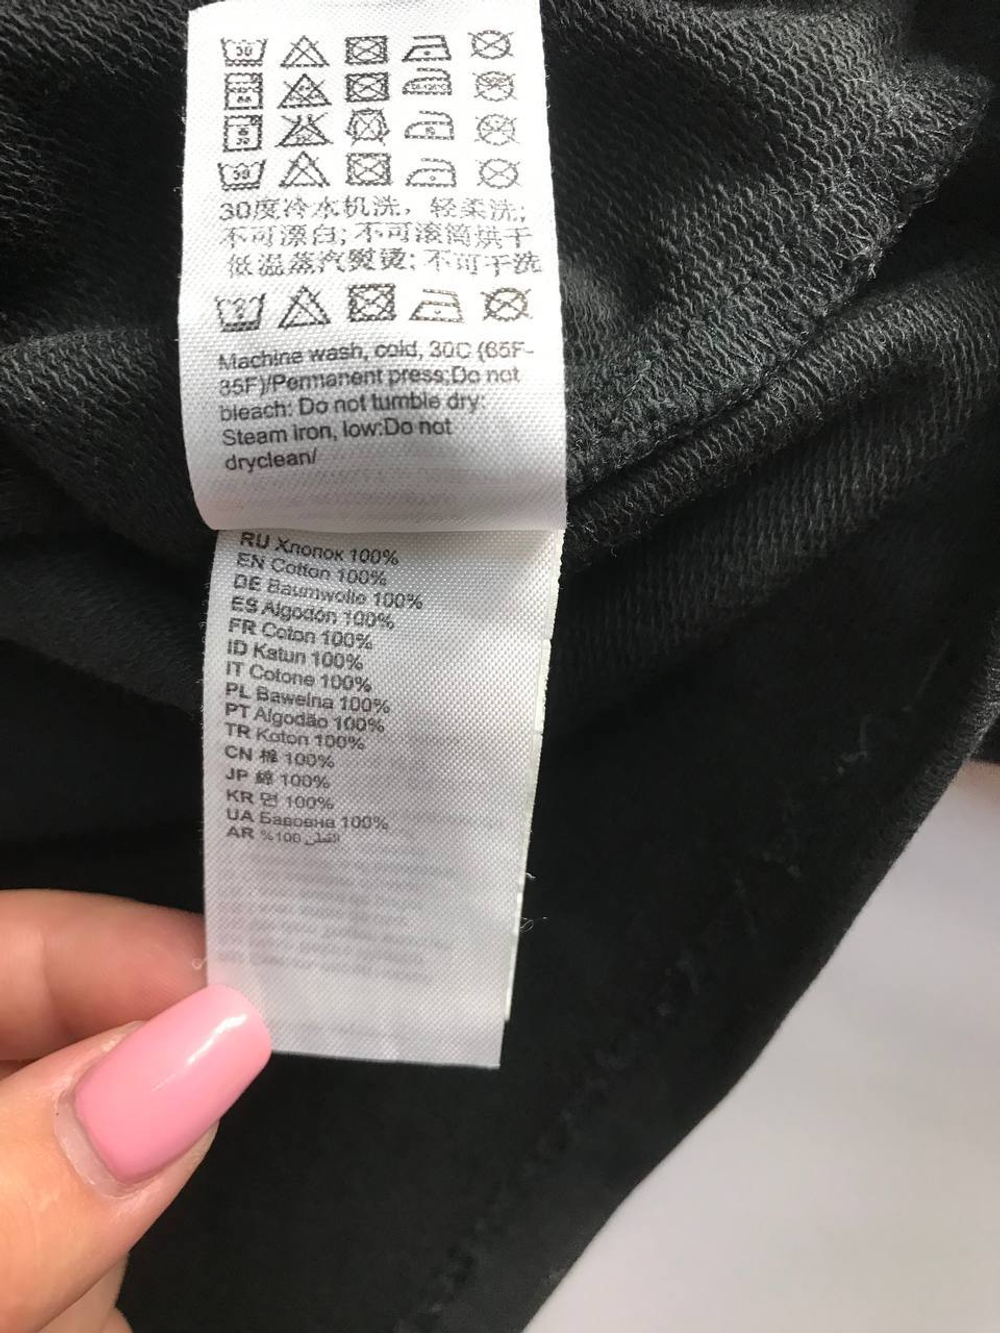 30度冷水机洗，轻柔洗;
不可漂白;不可滚筒烘干
低温蒸汽熨烫;不可干洗
Machine wash, cold, 30C (65F-
85F)/Permanent press;Do not
bleach: Do not tumble dry:
Steam iron, low:Do not
dryclean/
RU Хлопок 100%
EN Cotton 100%
DE Baumwolle 100%
ES Algodón 100%
FR Coton 100%
ID Katun 100%
IT Cotone 100%
PL Bawełna 100%
PT Algodão 100%
TR Koton 100%
CN 棉 100%
JP 綿 100%
KR 면 100%
UA Бавовна 100%
AR %100 القطن